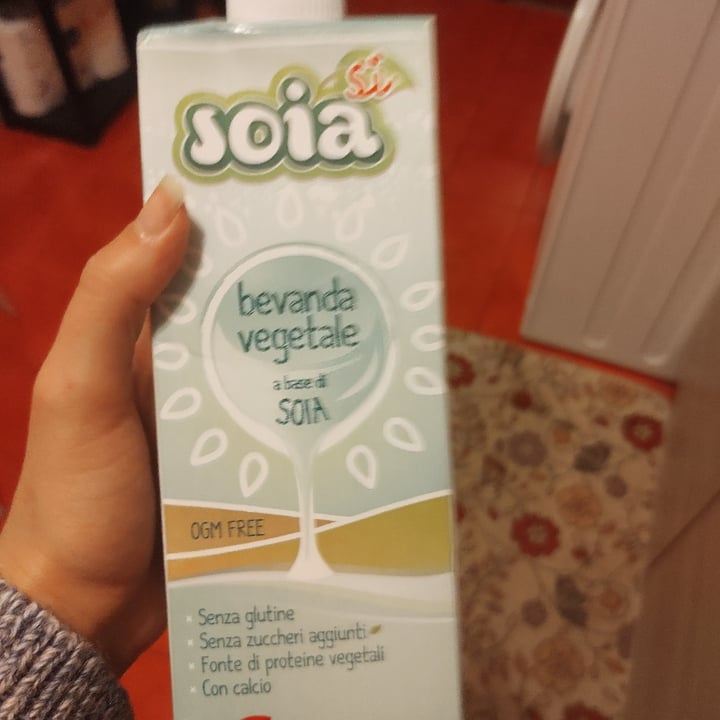 soia
Sì
bevanda
vegetale
a base di
SOIA
OGM FREE
Senza glutine
Senza zuccheri aggiunti
Fonte di proteine vegetali
Con calcio